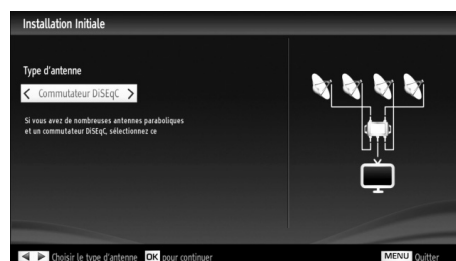 Installation Initiale
Type d'antenne
Commutateur DiSEqC
Si vous avez de nombreuses antennes paraboliques
et un commutateur DiSEqC, sélectionnez ce
Choisir le type d'antenne OK pour continuer MENU Quitter